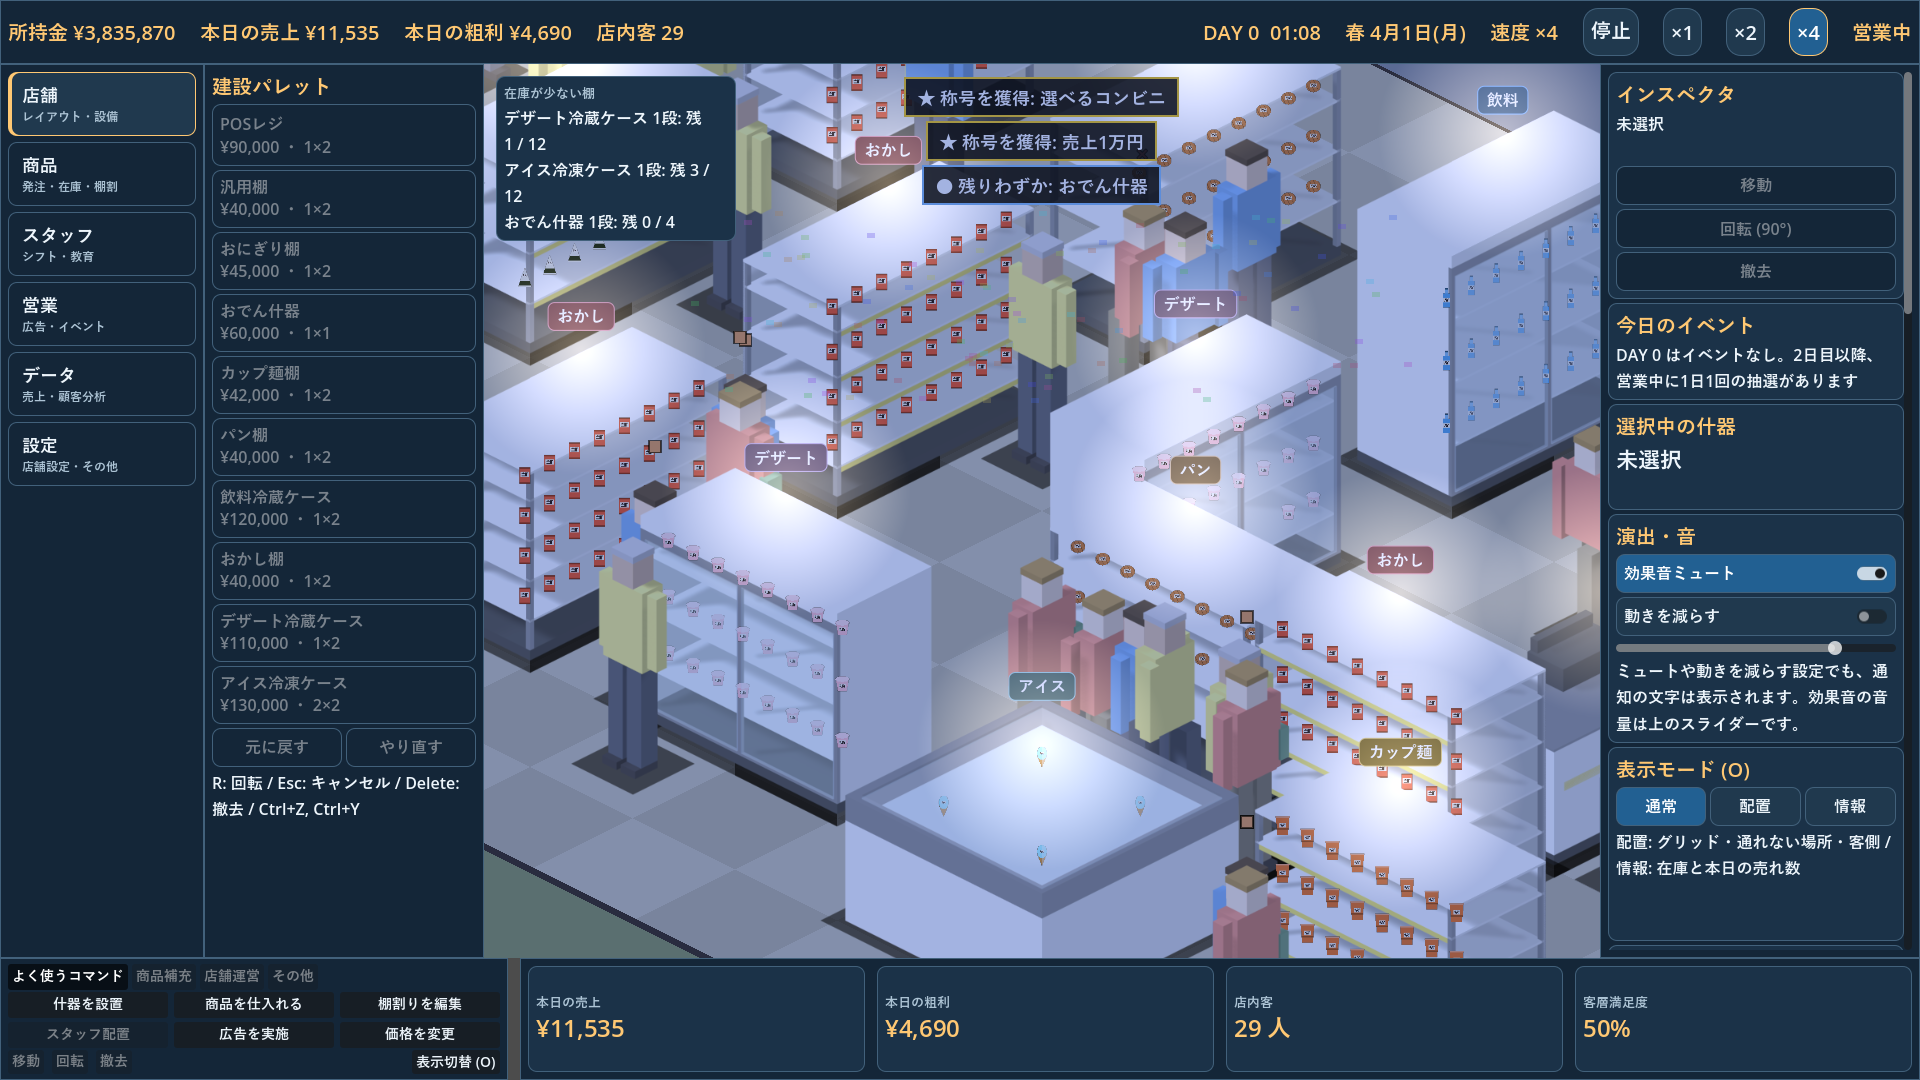 所持金 ¥3,835,870 本日の売上 ¥11,535 本日の粗利 ¥4,690 店内客 29
DAY 0 01:08 春 4月1日(月) 速度 ×4 停止 ×1 ×2 ×4 営業中
店舗
レイアウト・設備
商品
発注・在庫・棚割
スタッフ
シフト・教育
営業
広告・イベント
データ
売上・顧客分析
設定
店舗設定・その他
建設パレット
POSレジ
¥90,000 ・ 1×2
汎用棚
¥40,000 ・ 1×2
おにぎり棚
¥45,000 ・ 1×2
おでん什器
¥60,000 ・ 1×1
カップ麺棚
¥42,000 ・ 1×2
パン棚
¥40,000 ・ 1×2
飲料冷蔵ケース
¥120,000 ・ 1×2
おかし棚
¥40,000 ・ 1×2
デザート冷蔵ケース
¥110,000 ・ 1×2
アイス冷凍ケース
¥130,000 ・ 2×2
元に戻す やり直す
R: 回転 / Esc: キャンセル / Delete:
撤去 / Ctrl+Z, Ctrl+Y
在庫が少ない棚
デザート冷蔵ケース 1段: 残
1 / 12
アイス冷凍ケース 1段: 残 3 /
12
おでん什器 1段: 残 0 / 4
★ 称号を獲得: 選べるコンビニ
★ 称号を獲得: 売上1万円
● 残りわずか: おでん什器
飲料
おかし
デザート
おかし
デザート
パン
おかし
アイス
カップ麺
インスペクタ
未選択
移動
回転 (90°)
撤去
今日のイベント
DAY 0 はイベントなし。2日目以降、
営業中に1日1回の抽選があります
選択中の什器
未選択
演出・音
効果音ミュート
動きを減らす
ミュートや動きを減らす設定でも、通
知の文字は表示されます。効果音の音
量は上のスライダーです。
表示モード (O)
通常 配置 情報
配置: グリッド・通れない場所・客側 /
情報: 在庫と本日の売れ数
よく使うコマンド 商品補充 店舗運営 その他
什器を設置 商品を仕入れる 棚割りを編集
スタッフ配置 広告を実施 価格を変更
移動 回転 撤去 表示切替 (O)
本日の売上
¥11,535
本日の粗利
¥4,690
店内客
29 人
客層満足度
50%